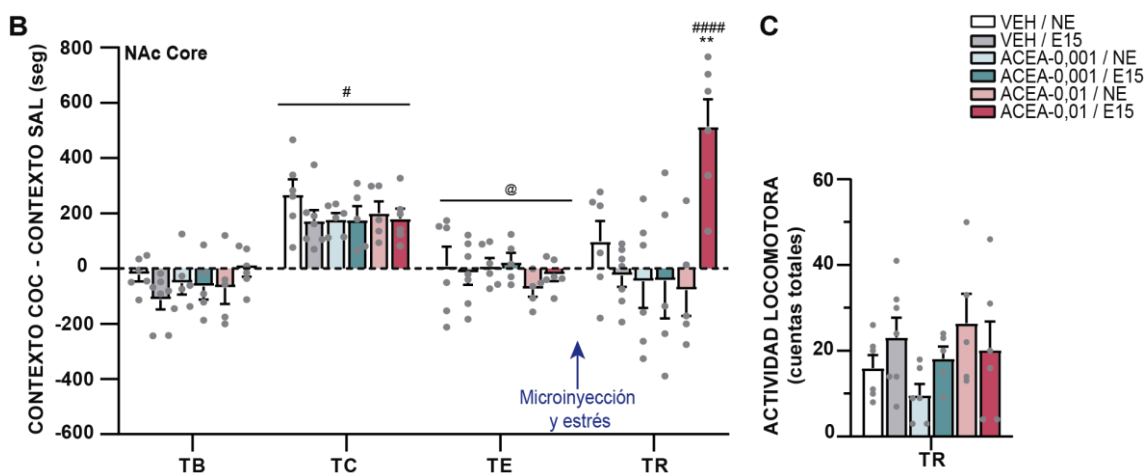 B
NAc Core
CONTEXTO COC - CONTEXTO SAL (seg)
800
600
400
200
0
-200
-400
-600
#
@
####
**
Microinyección
y estrés
TB
TC
TE
TR
C
VEH / NE
VEH / E15
ACEA-0,001 / NE
ACEA-0,001 / E15
ACEA-0,01 / NE
ACEA-0,01 / E15
ACTIVIDAD LOCOMOTORA
(cuentas totales)
60
40
20
0
TR